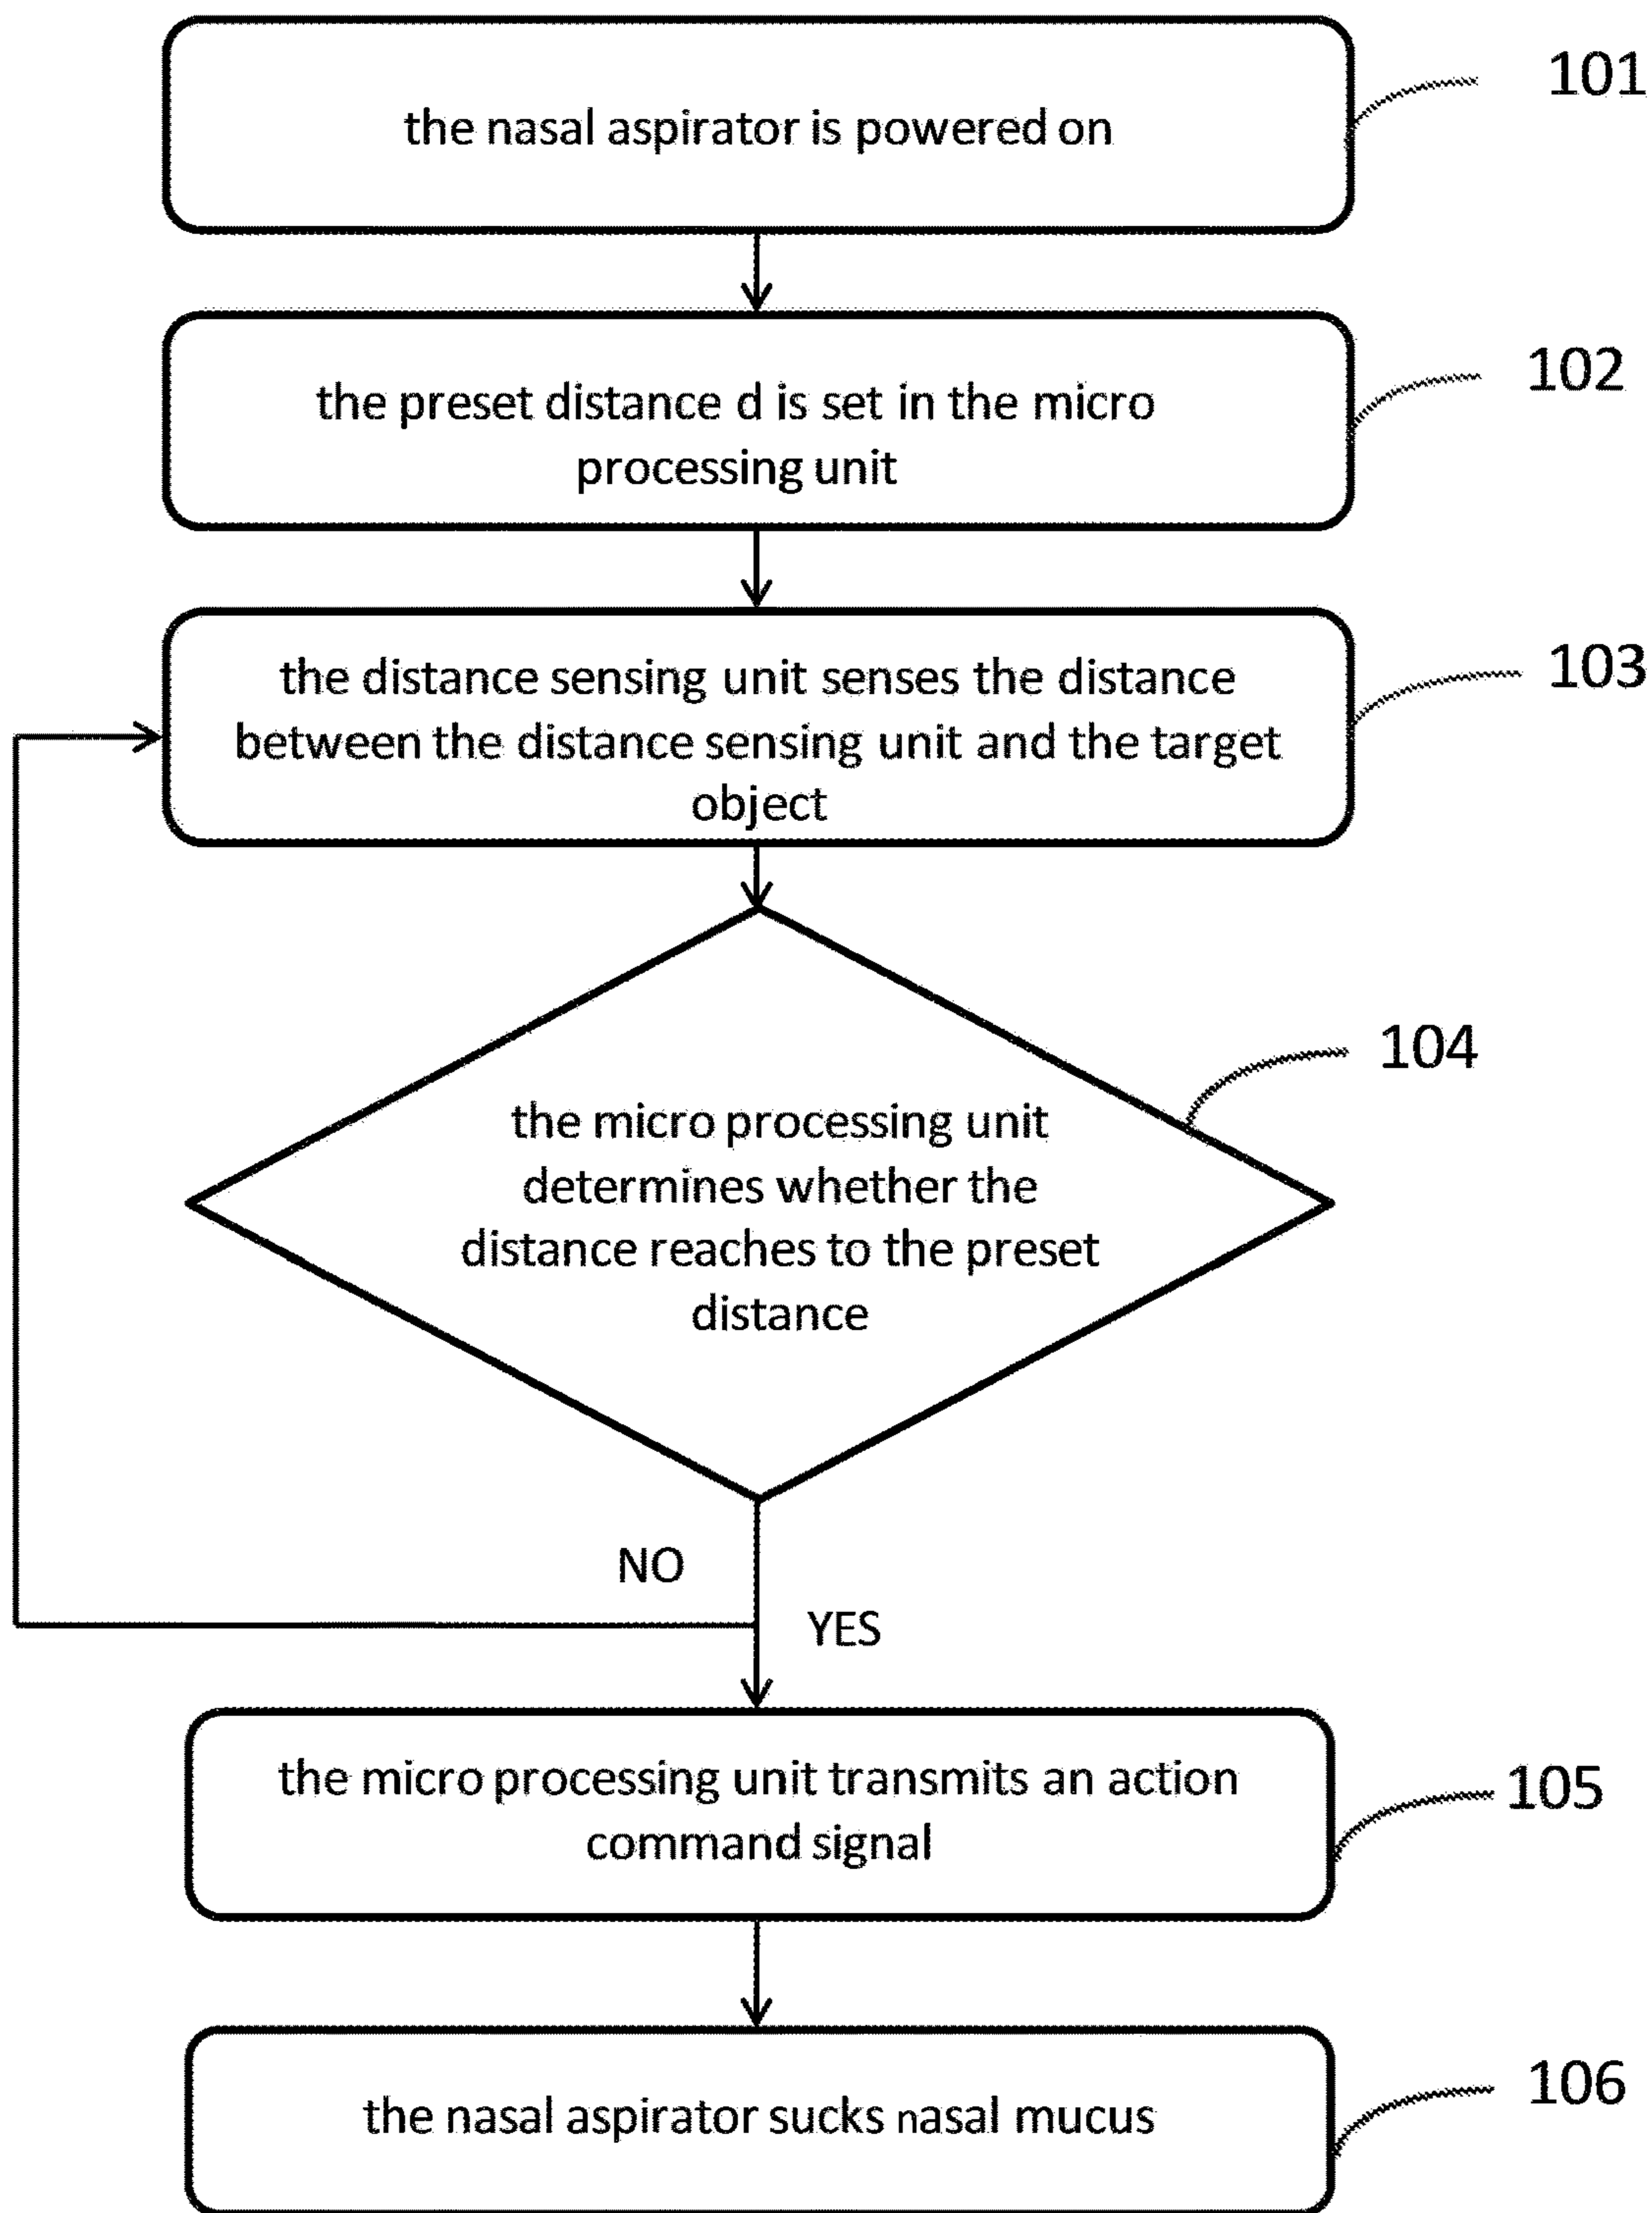 the nasal aspirator is powered on
101
the preset distance d is set in the micro
processing unit
102
the distance sensing unit senses the distance
between the distance sensing unit and the target
object
103
the micro processing unit
determines whether the
distance reaches to the preset
distance
104
NO
YES
the micro processing unit transmits an action
command signal
105
the nasal aspirator sucks nasal mucus
106